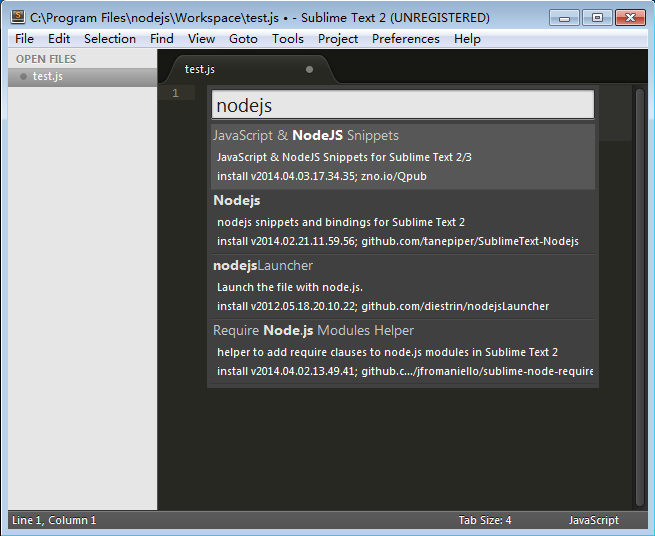 C:\Program Files\nodejs\Workspace\test.js • - Sublime Text 2 (UNREGISTERED)
File Edit Selection Find View Goto Tools Project Preferences Help
OPEN FILES
test.js
test.js
1
nodejs
JavaScript & NodeJS Snippets
JavaScript & NodeJS Snippets for Sublime Text 2/3
install v2014.04.03.17.34.35; zno.io/Qpub
Nodejs
nodejs snippets and bindings for Sublime Text 2
install v2014.02.21.11.59.56; github.com/tanepiper/SublimeText-Nodejs
nodejsLauncher
Launch the file with node.js.
install v2012.05.18.20.10.22; github.com/diestrin/nodejsLauncher
Require Node.js Modules Helper
helper to add require clauses to node.js modules in Sublime Text 2
install v2014.04.02.13.49.41; github.c.../jfromaniello/sublime-node-require
Line 1, Column 1 Tab Size: 4 JavaScript